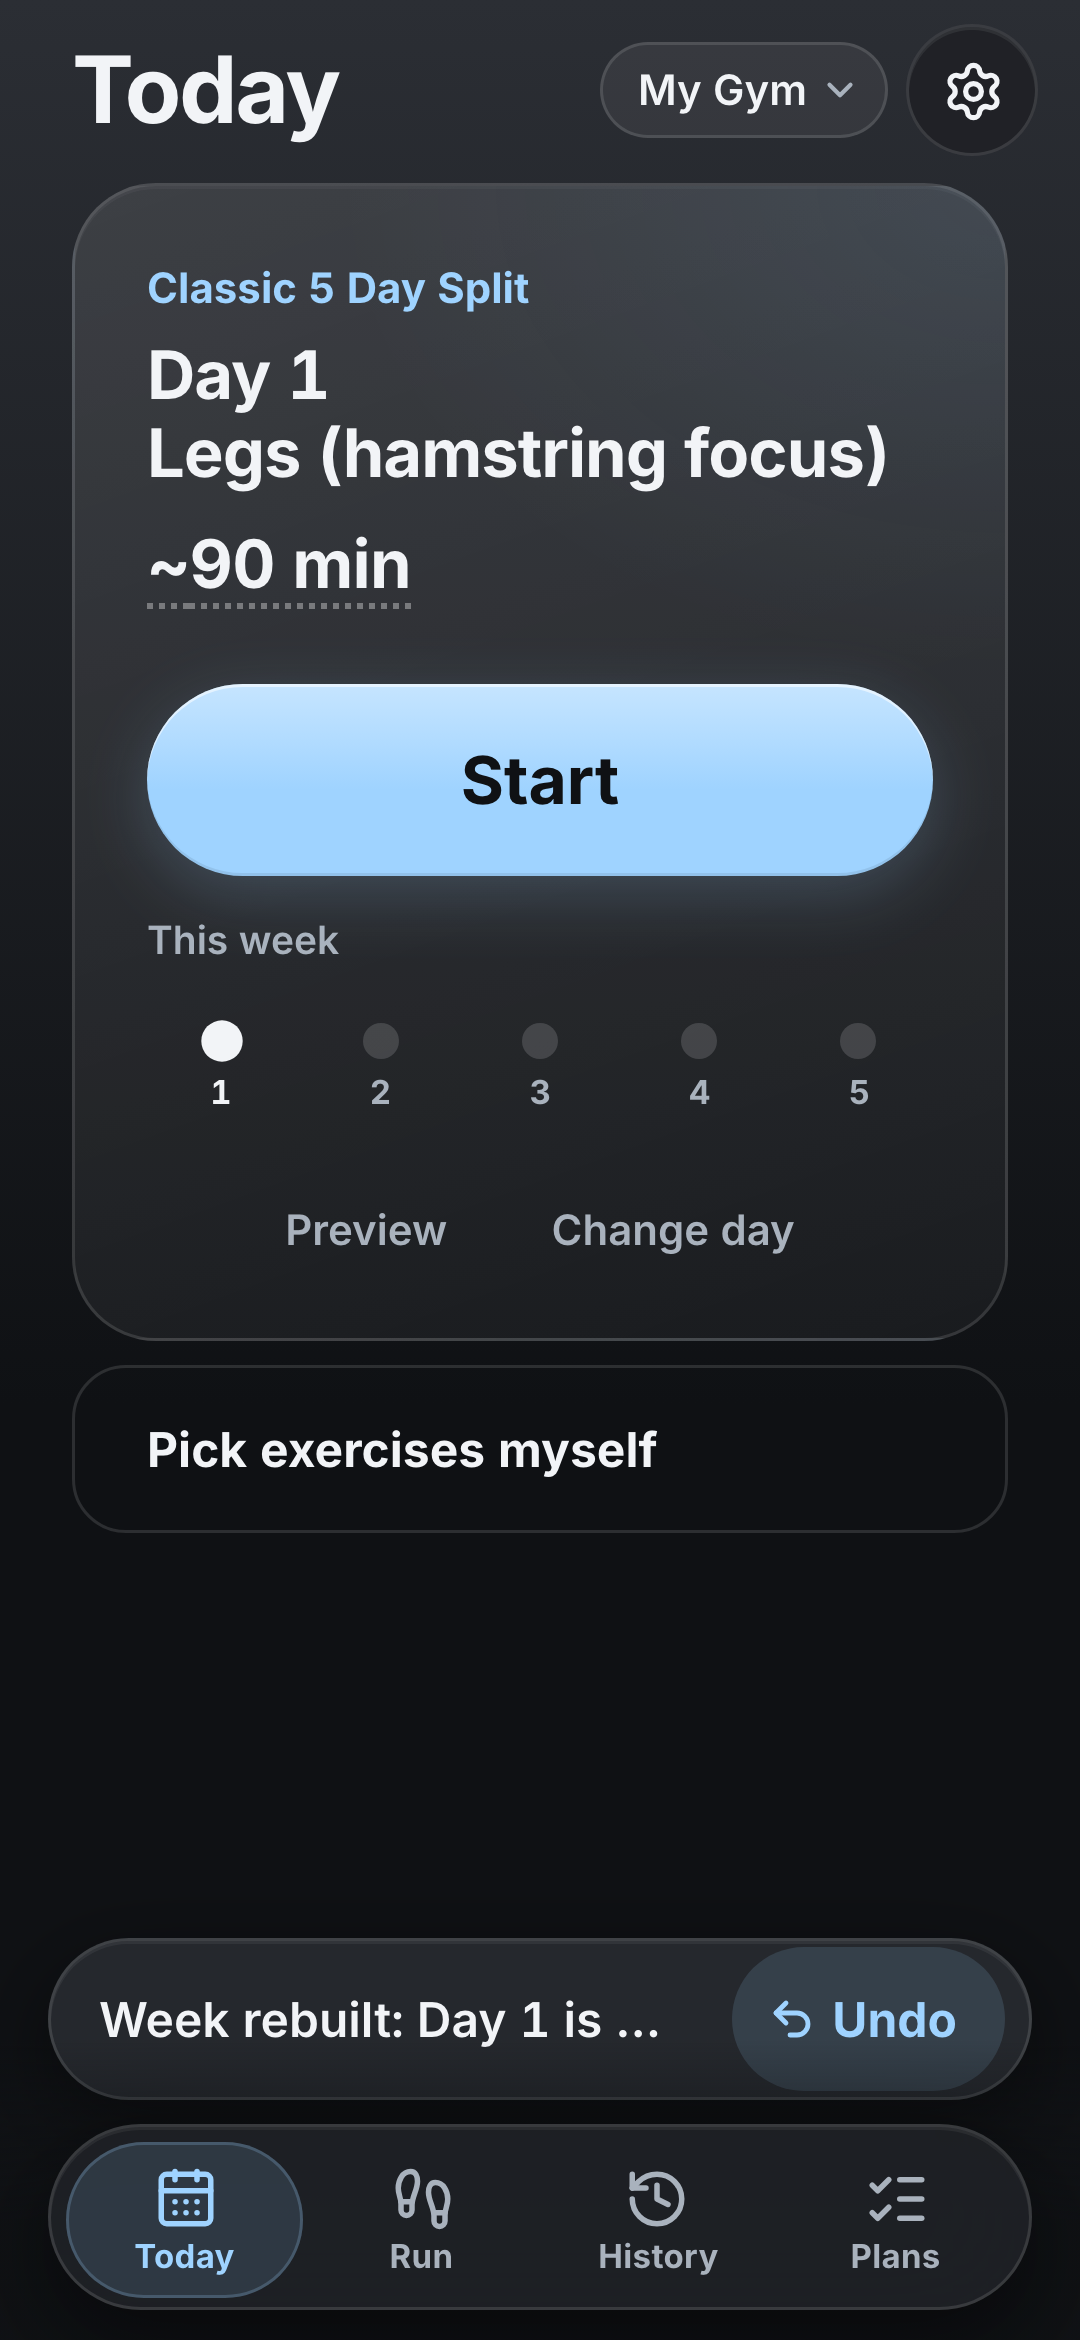 Today
My Gym
Classic 5 Day Split
Day 1
Legs (hamstring focus)
~90 min
Start
This week
1 2 3 4 5
Preview Change day
Pick exercises myself
Week rebuilt: Day 1 is ...
Undo
Today Run History Plans